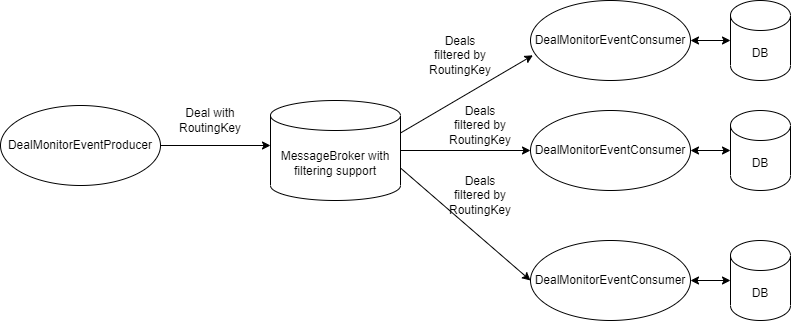 Deals
filtered by
RoutingKey
DealMonitorEventConsumer
DB
Deal with
RoutingKey
DealMonitorEventProducer
MessageBroker with
filtering support
Deals
filtered by
RoutingKey
DealMonitorEventConsumer
DB
Deals
filtered by
RoutingKey
DealMonitorEventConsumer
DB